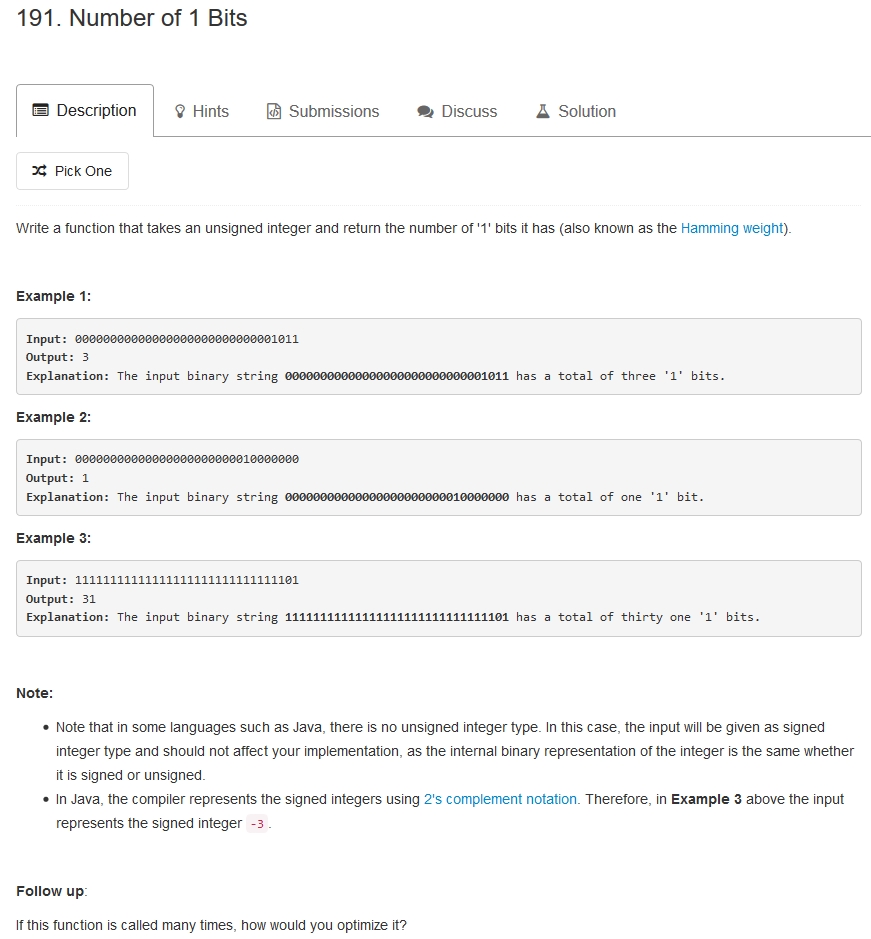 191. Number of 1 Bits
Description
Hints
Submissions
Discuss
Solution
Pick One
Write a function that takes an unsigned integer and return the number of '1' bits it has (also known as the Hamming weight).
Example 1:
Input: 00000000000000000000000000001011
Output: 3
Explanation: The input binary string 00000000000000000000000000001011 has a total of three '1' bits.
Example 2:
Input: 00000000000000000000000010000000
Output: 1
Explanation: The input binary string 00000000000000000000000010000000 has a total of one '1' bit.
Example 3:
Input: 11111111111111111111111111111101
Output: 31
Explanation: The input binary string 11111111111111111111111111111101 has a total of thirty one '1' bits.
Note:
• Note that in some languages such as Java, there is no unsigned integer type. In this case, the input will be given as signed
integer type and should not affect your implementation, as the internal binary representation of the integer is the same whether
it is signed or unsigned.
• In Java, the compiler represents the signed integers using 2's complement notation. Therefore, in Example 3 above the input
represents the signed integer -3.
Follow up:
If this function is called many times, how would you optimize it?